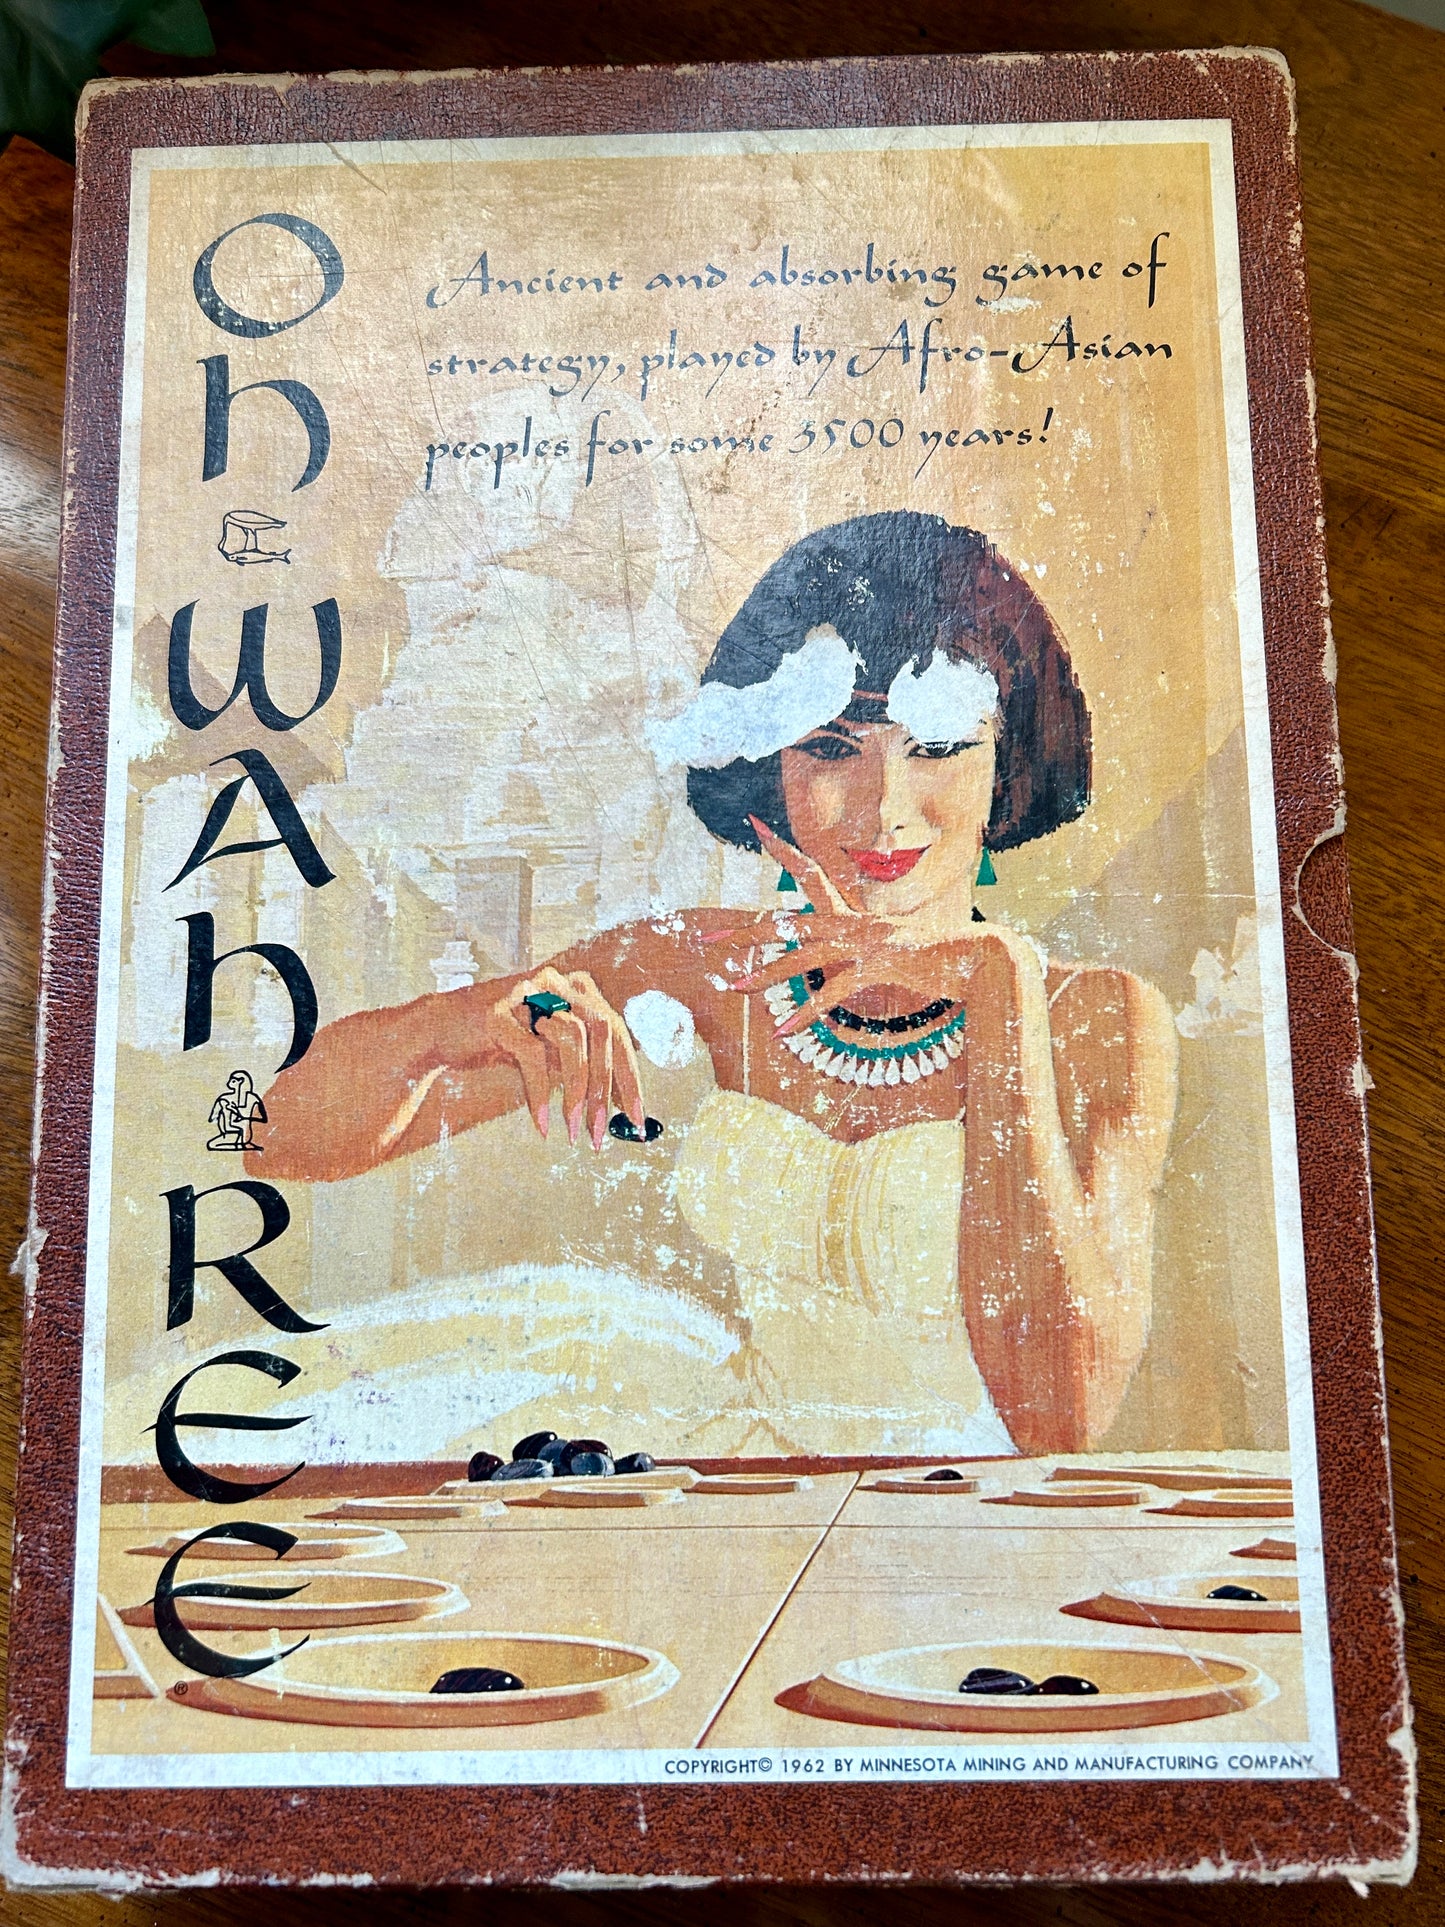 Oh
WAh
REE
®
Ancient and absorbing game of
strategy, played by Afro-Asian
peoples for some 3500 years!
COPYRIGHT© 1962 BY MINNESOTA MINING AND MANUFACTURING COMPANY